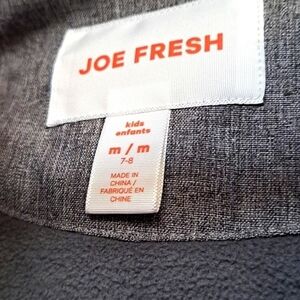 JOE FRESH
kids
enfants
m / m
7-8
MADE IN
CHINA /
FABRIQUÉ EN
CHINE